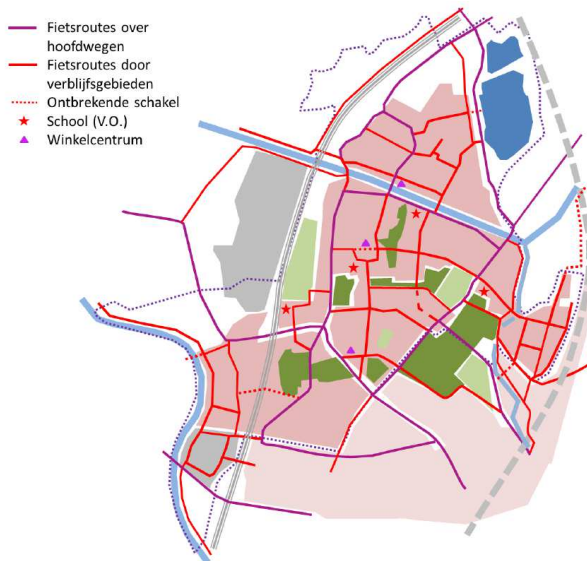 Fietsroutes over
hoofdwegen
Fietsroutes door
verblijfsgebieden
Ontbrekende schakel
School (V.O.)
Winkelcentrum